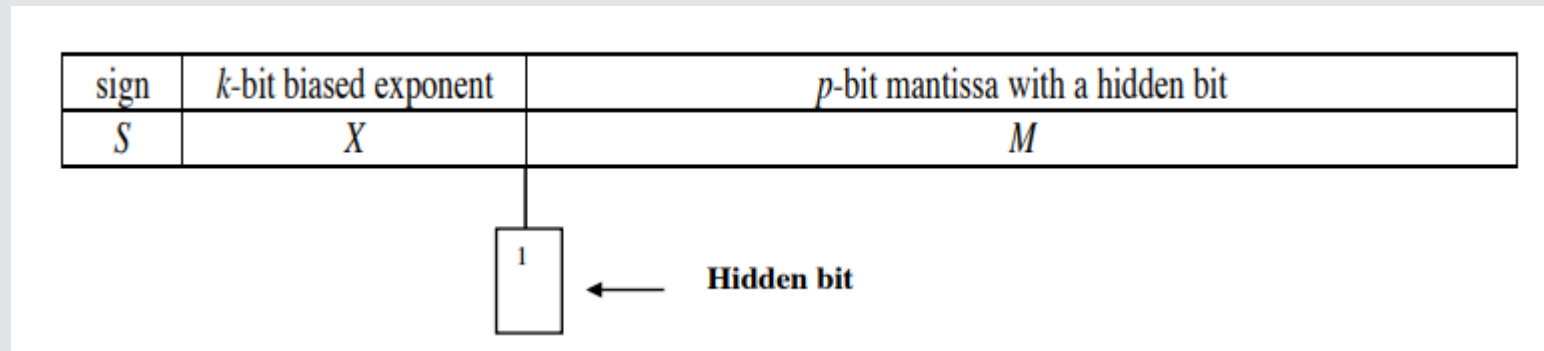 sign k-bit biased exponent p-bit mantissa with a hidden bit
S X M
1
Hidden bit